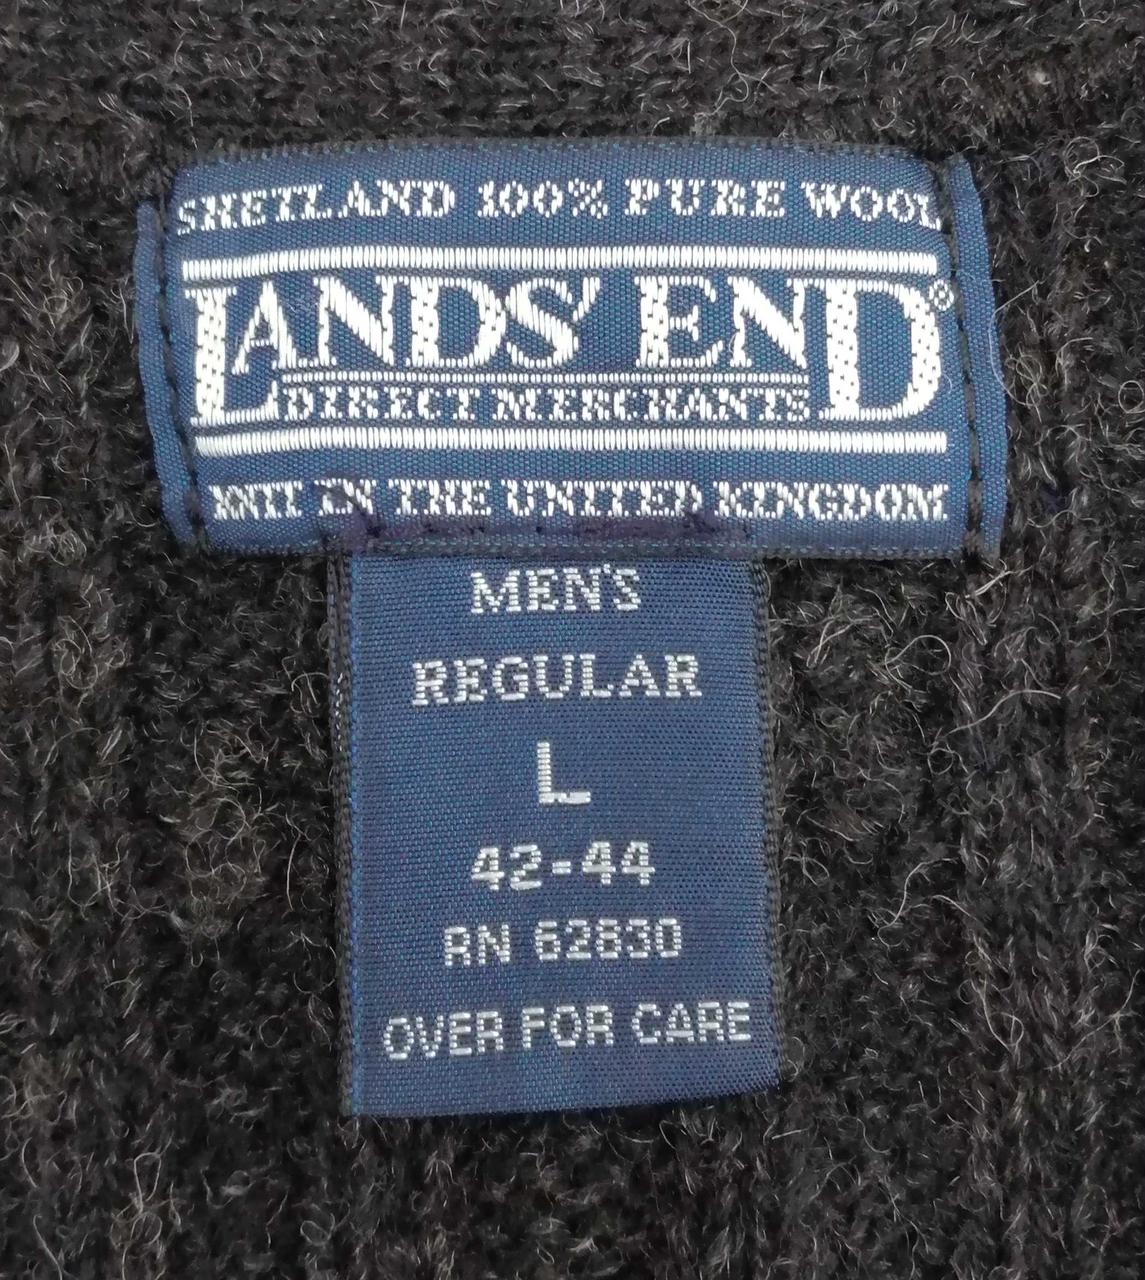 SHETLAND 100% PURE WOOL
LANDS' END®
DIRECT MERCHANTS
KNIT IN THE UNITED KINGDOM
MEN'S
REGULAR
L
42-44
RN 62830
OVER FOR CARE